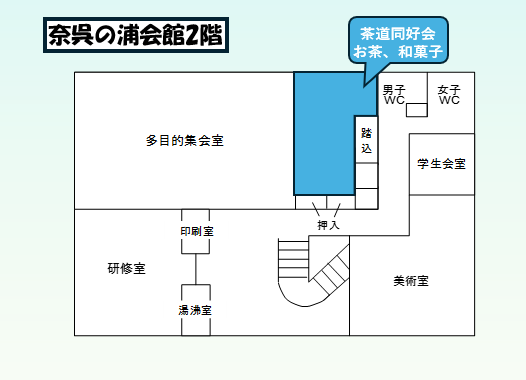 奈呉の浦会館2階
茶道同好会
お茶、和菓子
男子
WC
女子
WC
多目的集会室
踏
込
学生会室
押入
印刷室
研修室
美術室
湯沸室